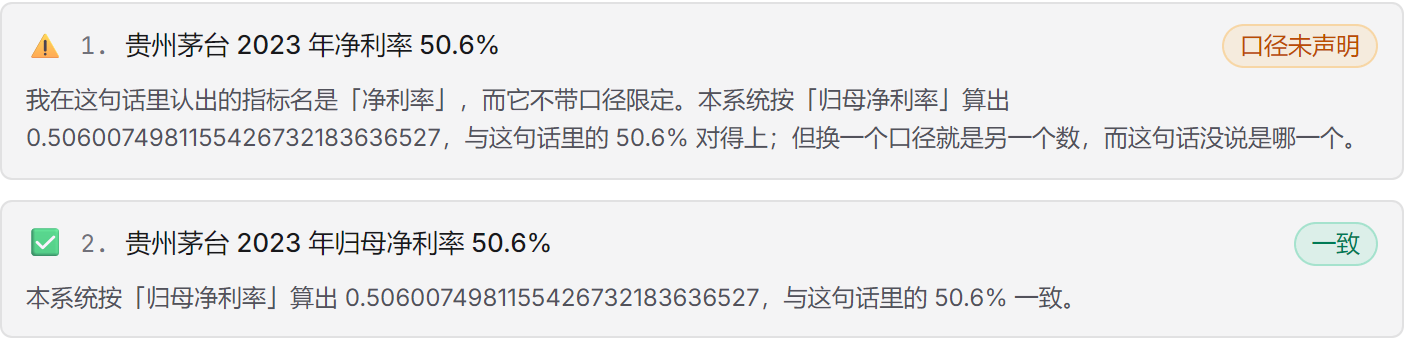 ⚠️ 1. 贵州茅台 2023 年净利率 50.6% 口径未声明
我在这句话里认出的指标名是「净利率」，而它不带口径限定。本系统按「归母净利率」算出
0.5060074981155426732183636527，与这句话里的 50.6% 对得上；但换一个口径就是另一个数，而这句话没说是哪一个。
✅ 2. 贵州茅台 2023 年归母净利率 50.6% 一致
本系统按「归母净利率」算出 0.5060074981155426732183636527，与这句话里的 50.6% 一致。